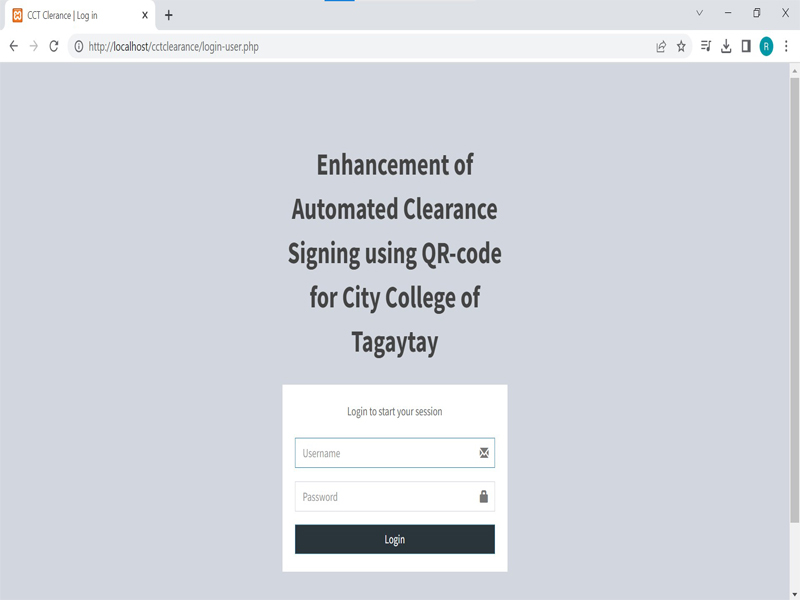 CCT Clerance | Log in
http://localhost/cctclearance/login-user.php
R
Enhancement of
Automated Clearance
Signing using QR-code
for City College of
Tagaytay
Login to start your session
Username
Password
Login